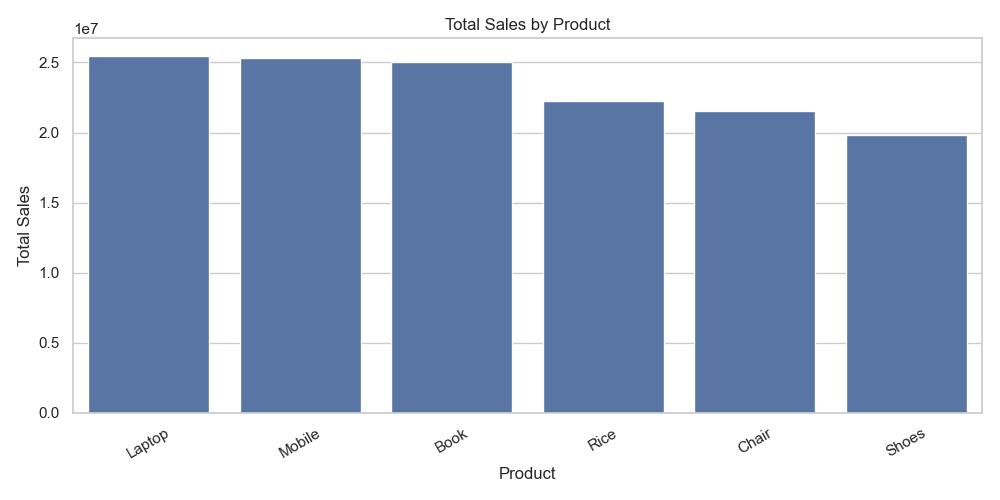 Total Sales by Product
1e7
2.5
2.0
1.5
1.0
0.5
0.0
Total Sales
Laptop
Mobile
Book
Rice
Chair
Shoes
Product